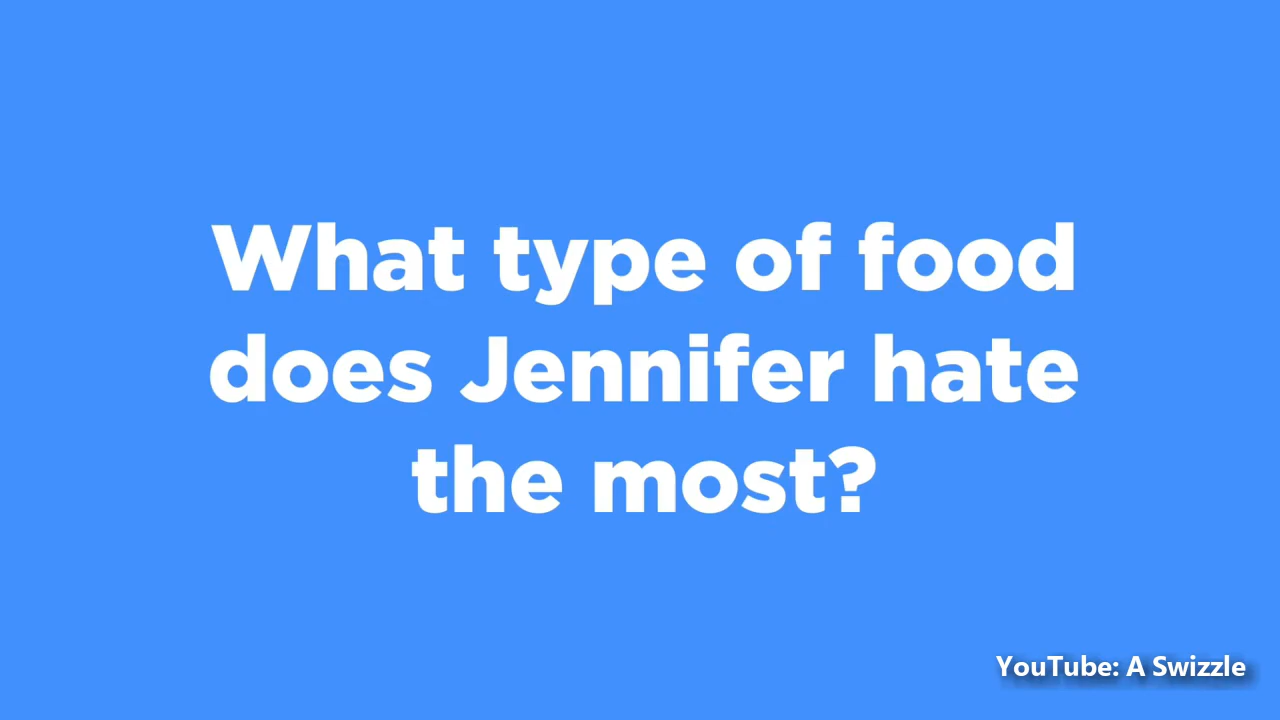 What type of food
does Jennifer hate
the most?
YouTube: A Swizzle